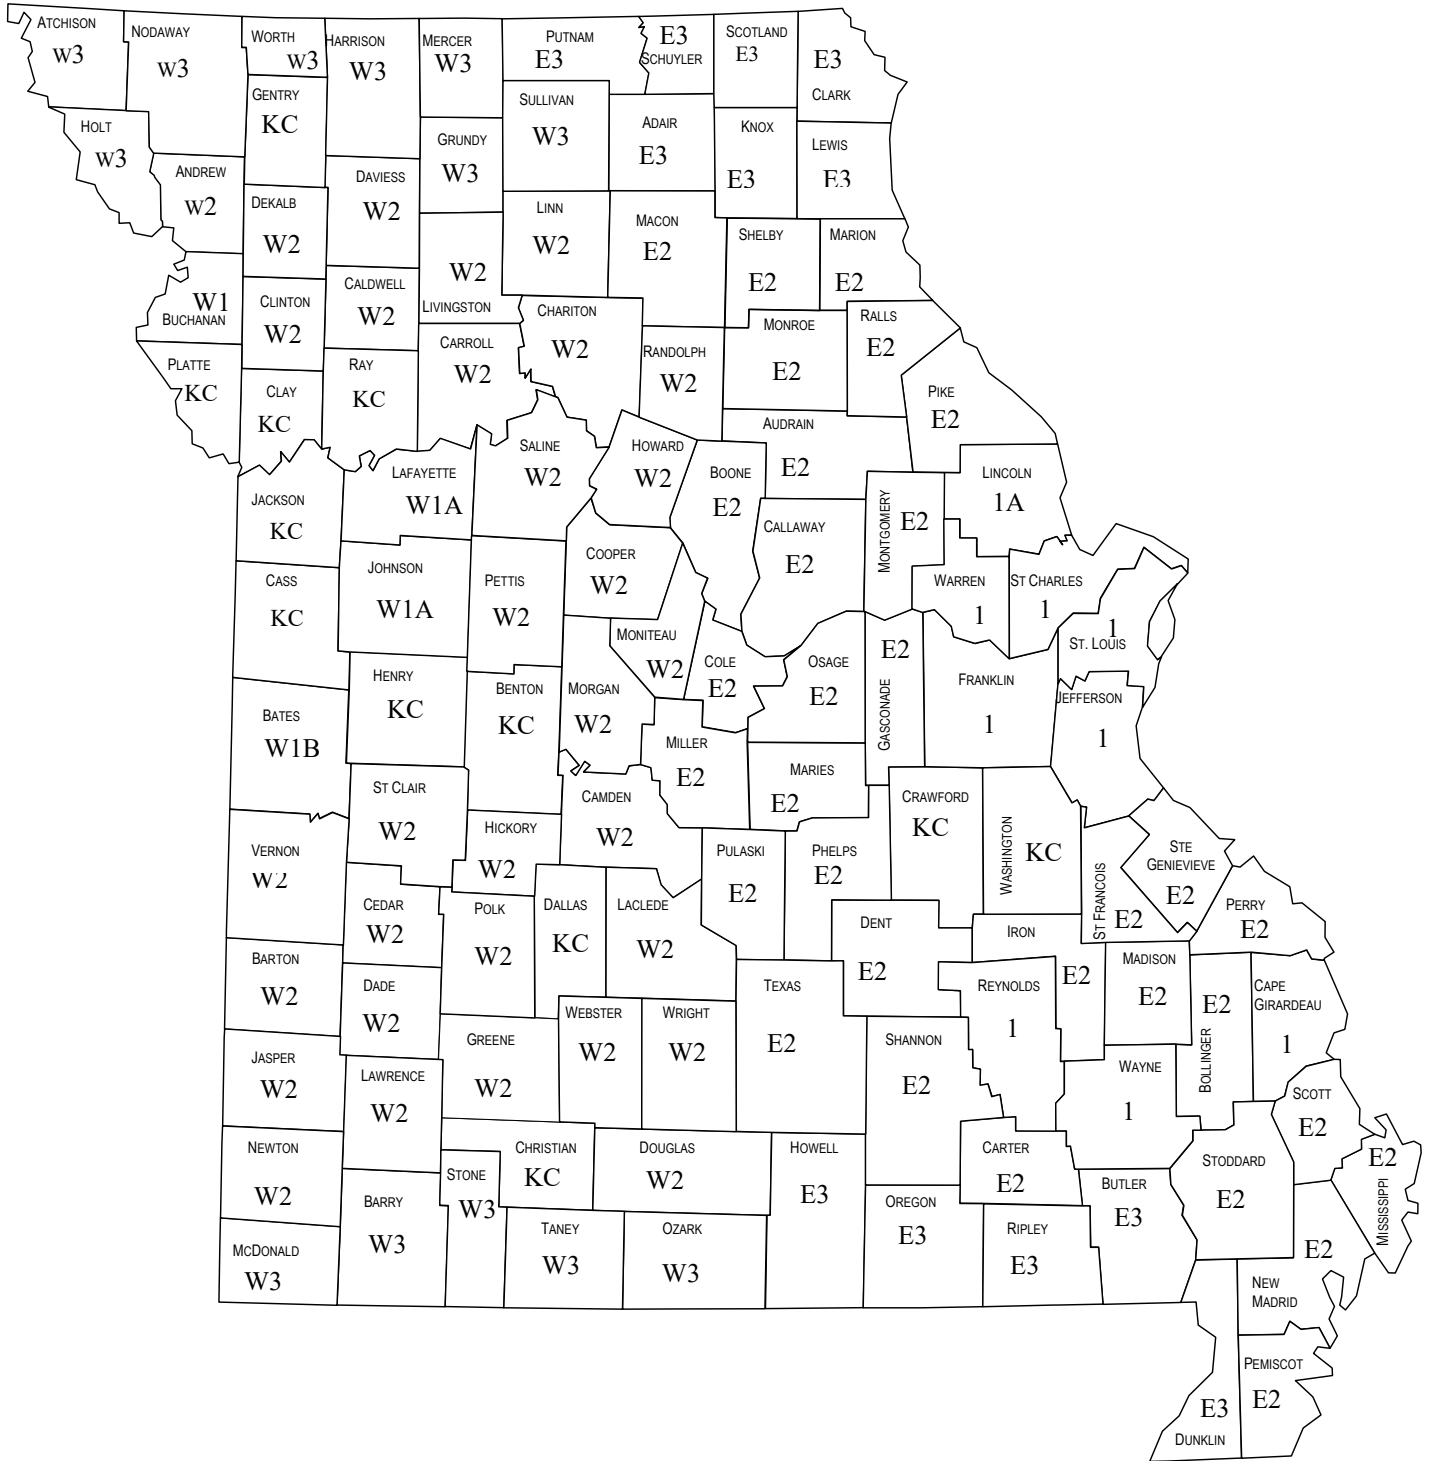 ATCHISON
W3
NODAWAY
W3
WORTH
W3
HARRISON
W3
MERCER
W3
PUTNAM
E3
E3
SCHUYLER
SCOTLAND
E3
E3
CLARK
HOLT
W3
ANDREW
W2
GENTRY
KC
DEKALB
W2
DAVIESS
W2
GRUNDY
W3
SULLIVAN
W3
ADAIR
E3
KNOX
E3
LEWIS
E3
LINN
W2
MACON
E2
SHELBY
E2
MARION
E2
W1
BUCHANAN
CLINTON
W2
CALDWELL
W2
W2
LIVINGSTON
CHARITON
W2
RANDOLPH
W2
MONROE
E2
RALLS
E2
PLATTE
KC
CLAY
KC
RAY
KC
CARROLL
W2
PIKE
E2
AUDRAIN
E2
JACKSON
KC
LAFAYETTE
W1A
SALINE
W2
HOWARD
W2
BOONE
E2
CALLAWAY
E2
MONTGOMERY
E2
LINCOLN
1A
CASS
KC
JOHNSON
W1A
PETTIS
W2
COOPER
W2
WARREN
1
ST CHARLES
1
1
ST. LOUIS
MONITEAU
W2
COLE
E2
OSAGE
E2
E2
GASCONADE
FRANKLIN
1
JEFFERSON
1
BATES
W1B
HENRY
KC
BENTON
KC
MORGAN
W2
MILLER
E2
MARIES
E2
ST CLAIR
W2
HICKORY
W2
CAMDEN
W2
PULASKI
E2
PHELPS
E2
CRAWFORD
KC
WASHINGTON
KC
ST FRANCOIS
E2
STE
GENIEVIEVE
E2
PERRY
E2
VERNON
W2
CEDAR
W2
POLK
W2
DALLAS
KC
LACLEDE
W2
DENT
E2
IRON
E2
MADISON
E2
E2
BOLLINGER
CAPE
GIRARDEAU
1
BARTON
W2
DADE
W2
GREENE
W2
WEBSTER
W2
WRIGHT
W2
TEXAS
E2
SHANNON
E2
REYNOLDS
1
WAYNE
1
SCOTT
E2
JASPER
W2
LAWRENCE
W2
CHRISTIAN
KC
DOUGLAS
W2
HOWELL
E3
CARTER
E2
BUTLER
E3
STODDARD
E2
E2
MISSISSIPPI
NEWTON
W2
BARRY
W3
STONE
W3
TANEY
W3
OZARK
W3
OREGON
E3
RIPLEY
E3
E2
NEW
MADRID
MCDONALD
W3
E3
DUNKLIN
PEMISCOT
E2